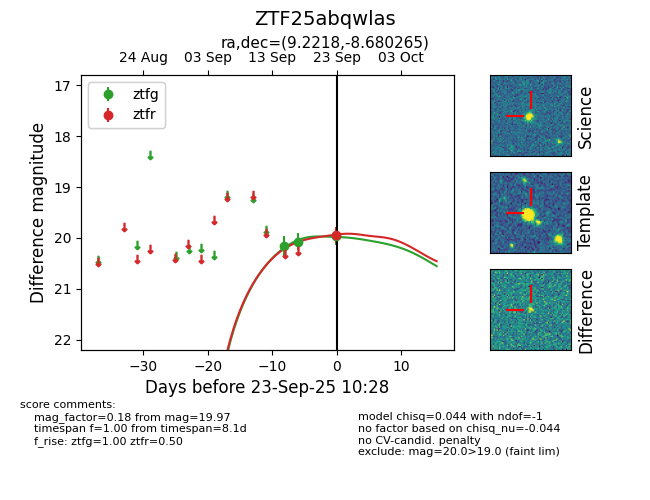 ZTF25abqwlas
ra,dec=(9.2218,-8.680265)
24 Aug 03 Sep 13 Sep 23 Sep 03 Oct
17
18
19
20
21
22
Difference magnitude
ztfg
ztfr
−30 −20 −10 0 10
Days before 23-Sep-25 10:28
Science
Template
Difference
score comments:
mag_factor=0.18 from mag=19.97
timespan f=1.00 from timespan=8.1d
f_rise: ztfg=1.00 ztfr=0.50
model chisq=0.044 with ndof=-1
no factor based on chisq_nu=-0.044
no CV-candid. penalty
exclude: mag=20.0>19.0 (faint lim)